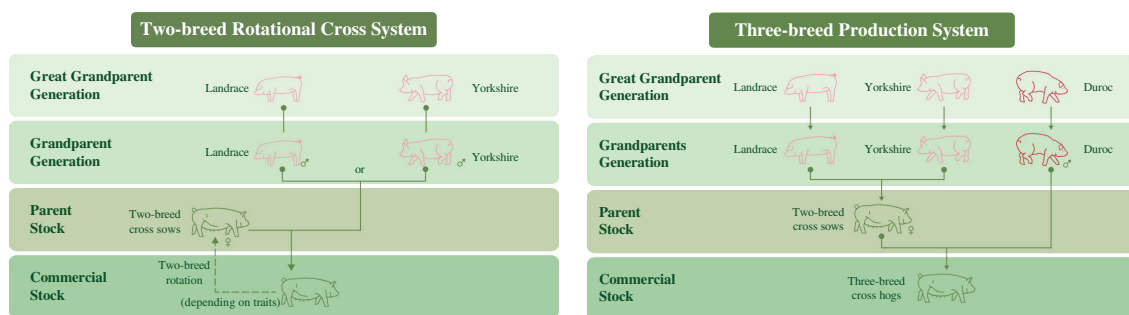 Two-breed Rotational Cross System
Great Grandparent
Generation
Landrace
Yorkshire
Grandparent
Generation
Landrace
♂
♂
Yorkshire
or
Parent
Stock
Two-breed
cross sows
♀
Commercial
Stock
Two-breed
rotation
(depending on traits)
Three-breed Production System
Great Grandparent
Generation
Landrace
Yorkshire
Duroc
Grandparents
Generation
Landrace
Yorkshire
♂
Duroc
Parent
Stock
Two-breed
cross sows
♀
Commercial
Stock
Three-breed
cross hogs